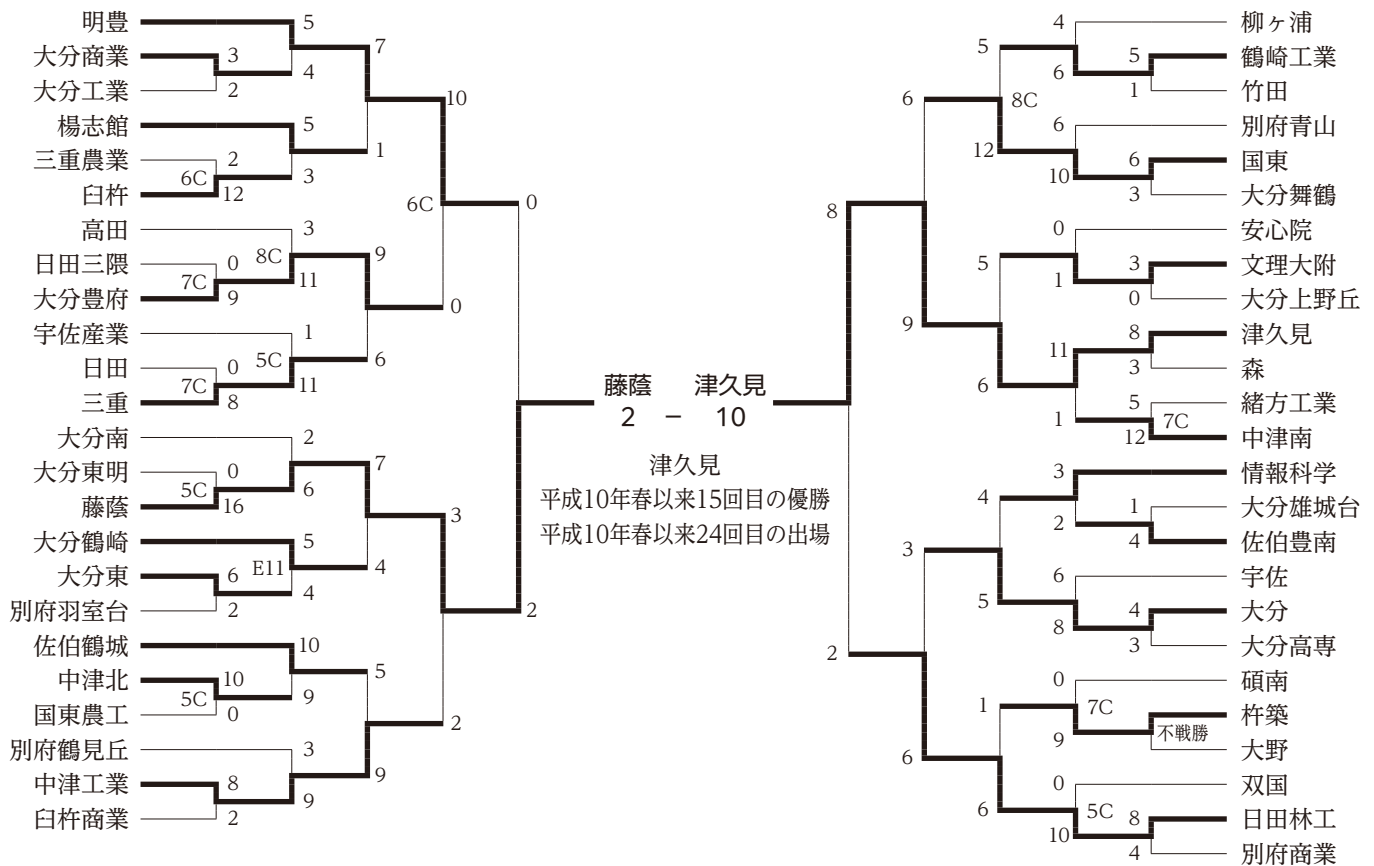 明豊 5
大分商業 3
大分工業 2
4
7
楊志館 5
三重農業 2
臼杵 6C 12
3
1
10
高田 3
日田三隈 0
大分豊府 7C 9
8C 11
9
宇佐産業 1
日田 0
三重 7C 8
5C 11
6
0
6C
0
大分南 2
大分東明 0
藤蔭 5C 16
6
7
大分鶴崎 5
大分東 6
別府羽室台 2
E11 4
4
3
佐伯鶴城 10
中津北 10
国東農工 5C 0
9
5
別府鶴見丘 3
中津工業 8
臼杵商業 2
9
9
2
2
藤蔭 津久見
2 － 10
津久見
平成10年春以来15回目の優勝
平成10年春以来24回目の出場
4 柳ヶ浦
5 鶴崎工業
1 竹田
6
5
6 別府青山
6 国東
3 大分舞鶴
10
12
8C
6
0 安心院
3 文理大附
0 大分上野丘
1
5
8 津久見
3 森
11
5 緒方工業
12 7C 中津南
1
6
9
8
3 情報科学
1 大分雄城台
4 佐伯豊南
2
4
6 宇佐
4 大分
3 大分高専
8
5
3
0 碩南
7C 杵築
不戦勝
大野
9
1
0 双国
5C 8 日田林工
4 別府商業
10
6
6
2